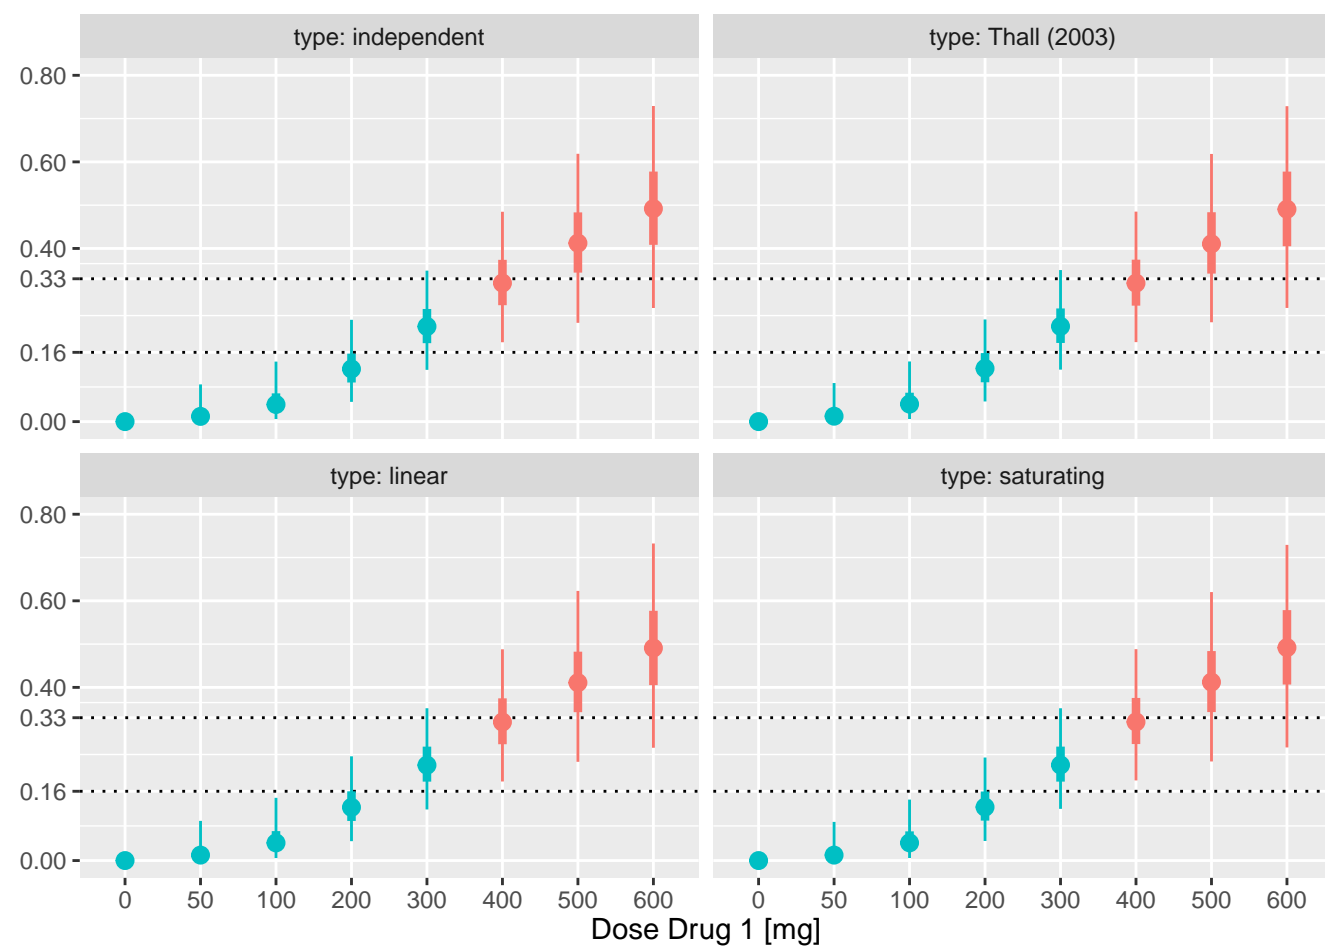 type: independent
type: Thall (2003)
0.80
0.60
0.40
0.33
0.16
0.00
type: linear
type: saturating
0.80
0.60
0.40
0.33
0.16
0.00
0 50 100 200 300 400 500 600
0 50 100 200 300 400 500 600
Dose Drug 1 [mg]